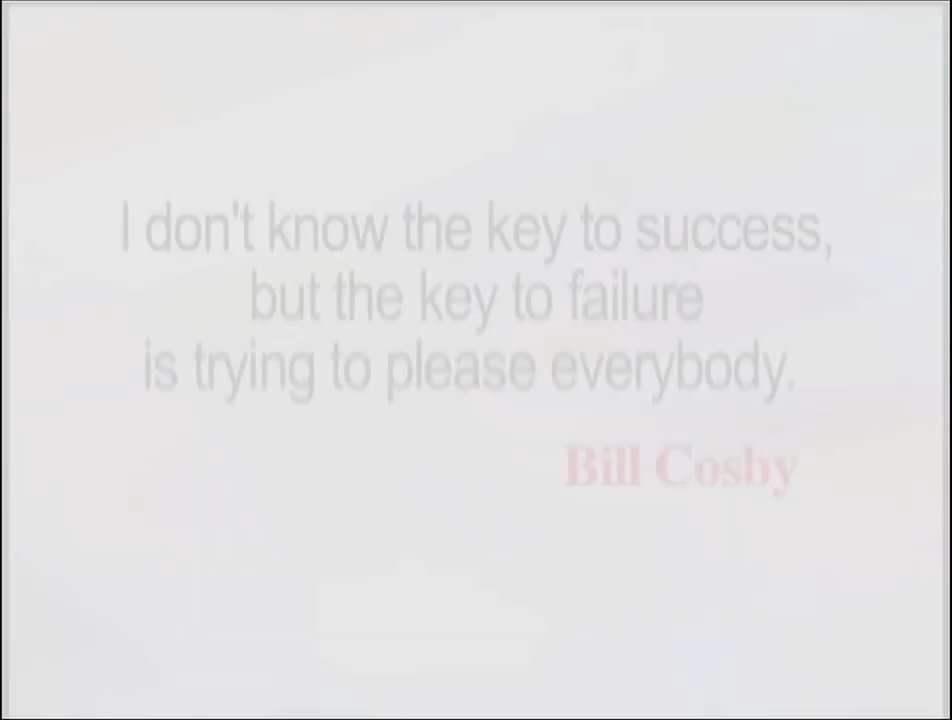 I don't know the key to success,
but the key to failure
is trying to please everybody.
Bill Cosby